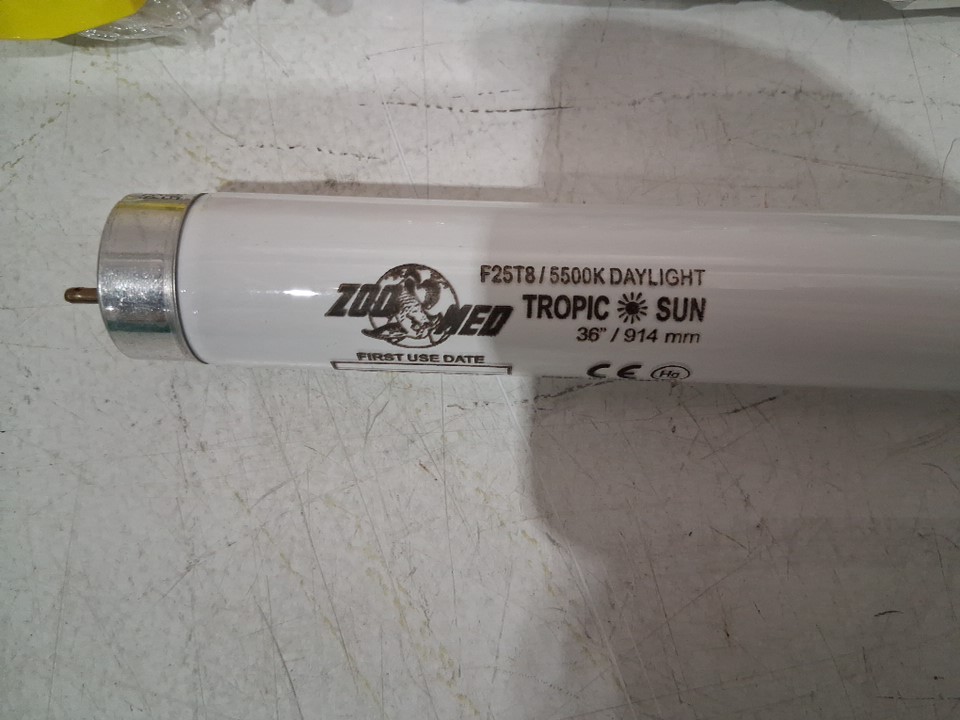 ZOO MED
FIRST USE DATE
F25T8 / 5500K DAYLIGHT
TROPIC SUN
36" / 914 mm
CE Hg